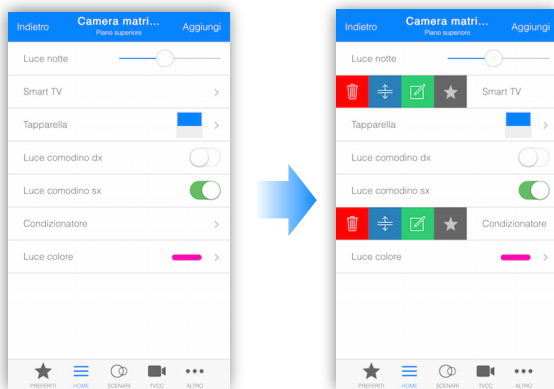 Indietro Camera matri... Aggiungi
Piano superiore
Luce notte
Smart TV
Tapparella
Luce comodino dx
Luce comodino sx
Condizionatore
Luce colore
PREFERITI HOME SCENARI TVCC ALTRO
Indietro Camera matri... Aggiungi
Piano superiore
Luce notte
Smart TV
Tapparella
Luce comodino dx
Luce comodino sx
Condizionatore
Luce colore
PREFERITI HOME SCENARI TVCC ALTRO